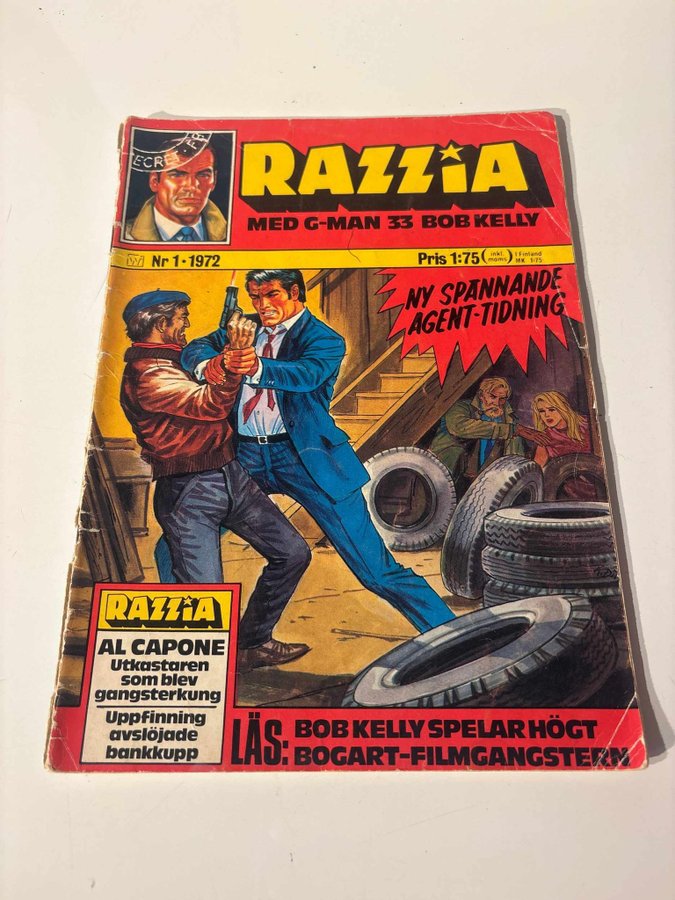 RAZZIA
MED G-MAN 33 BOB KELLY
W Nr 1 • 1972
Pris 1:75 (inkl. moms) I Finland MK 1:75
NY SPÄNNANDE
AGENT-TIDNING
RAZZIA
AL CAPONE
Utkastaren
som blev
gangsterkung
Uppfinning
avslöjade
bankkupp
LÄS: BOB KELLY SPELAR HÖGT
BOGART-FILMGANGSTERN